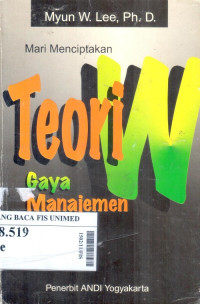 Myun W. Lee, Ph. D.
Mari Menciptakan
Teori W
Gaya
Manajemen
NG BACA FIS UNIMED
8.519
e
Penerbit ANDI Yogyakarta